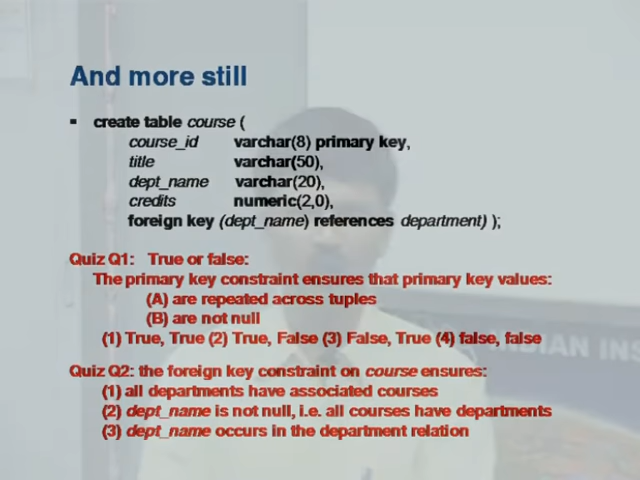 And more still
▪ create table course (
course_id varchar(8) primary key,
title varchar(50),
dept_name varchar(20),
credits numeric(2,0),
foreign key (dept_name) references department) );
Quiz Q1: True or false:
The primary key constraint ensures that primary key values:
(A) are repeated across tuples
(B) are not null
(1) True, True (2) True, False (3) False, True (4) false, false
INDIAN INS
Quiz Q2: the foreign key constraint on course ensures:
(1) all departments have associated courses
(2) dept_name is not null, i.e. all courses have departments
(3) dept_name occurs in the department relation